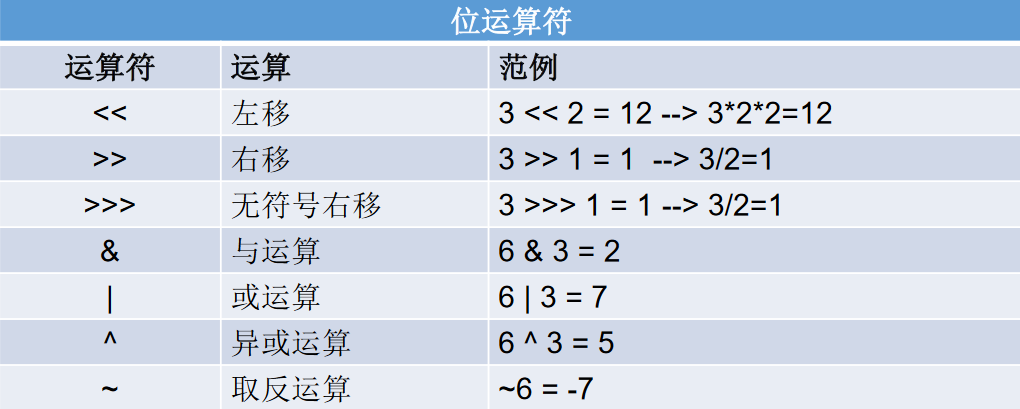 位运算符
运算符 运算 范例
<< 左移 3 << 2 = 12 --> 3*2*2=12
>> 右移 3 >> 1 = 1 --> 3/2=1
>>> 无符号右移 3 >>> 1 = 1 --> 3/2=1
& 与运算 6 & 3 = 2
| 或运算 6 | 3 = 7
^ 异或运算 6 ^ 3 = 5
~ 取反运算 ~6 = -7